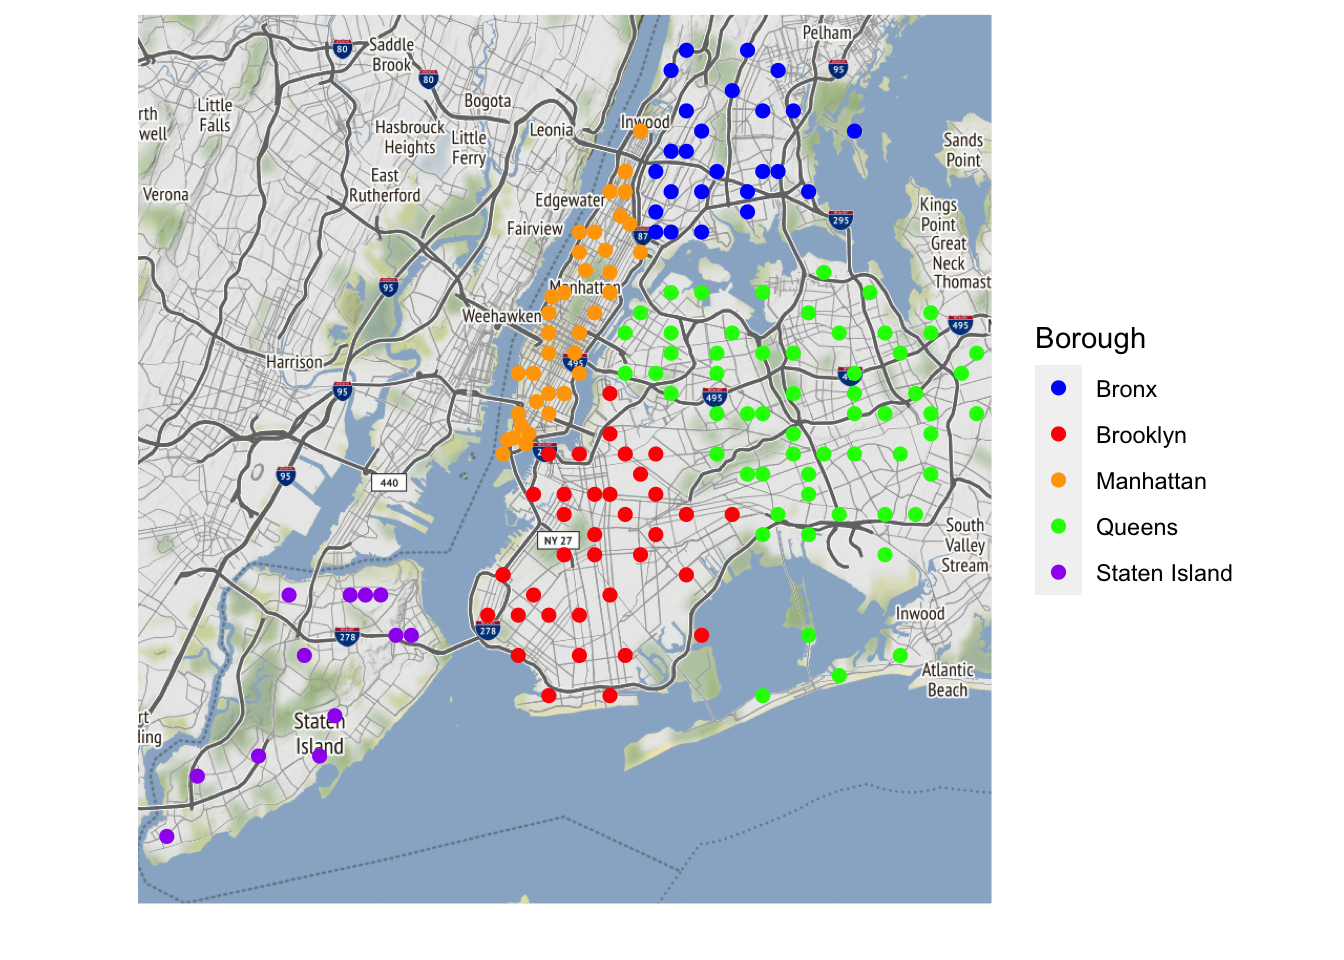 Pelham
Saddle
Brook
80
95
80
Little
Falls
Bogota
rth
well
Hasbrouck
Heights
Little
Ferry
Leonia
Inwood
Sands
Point
East
Rutherford
Verona
Edgewater
Kings
Point
295
Fairview
87
Great
Neck
Thomast
95
Manhattan
Weehawken
495
Harrison
495
95
495
95
440
NY 27
South
Valley
Stream
278
278
Inwood
Atlantic
Beach
Staten
Island
rt
ling
Borough
Bronx
Brooklyn
Manhattan
Queens
Staten Island